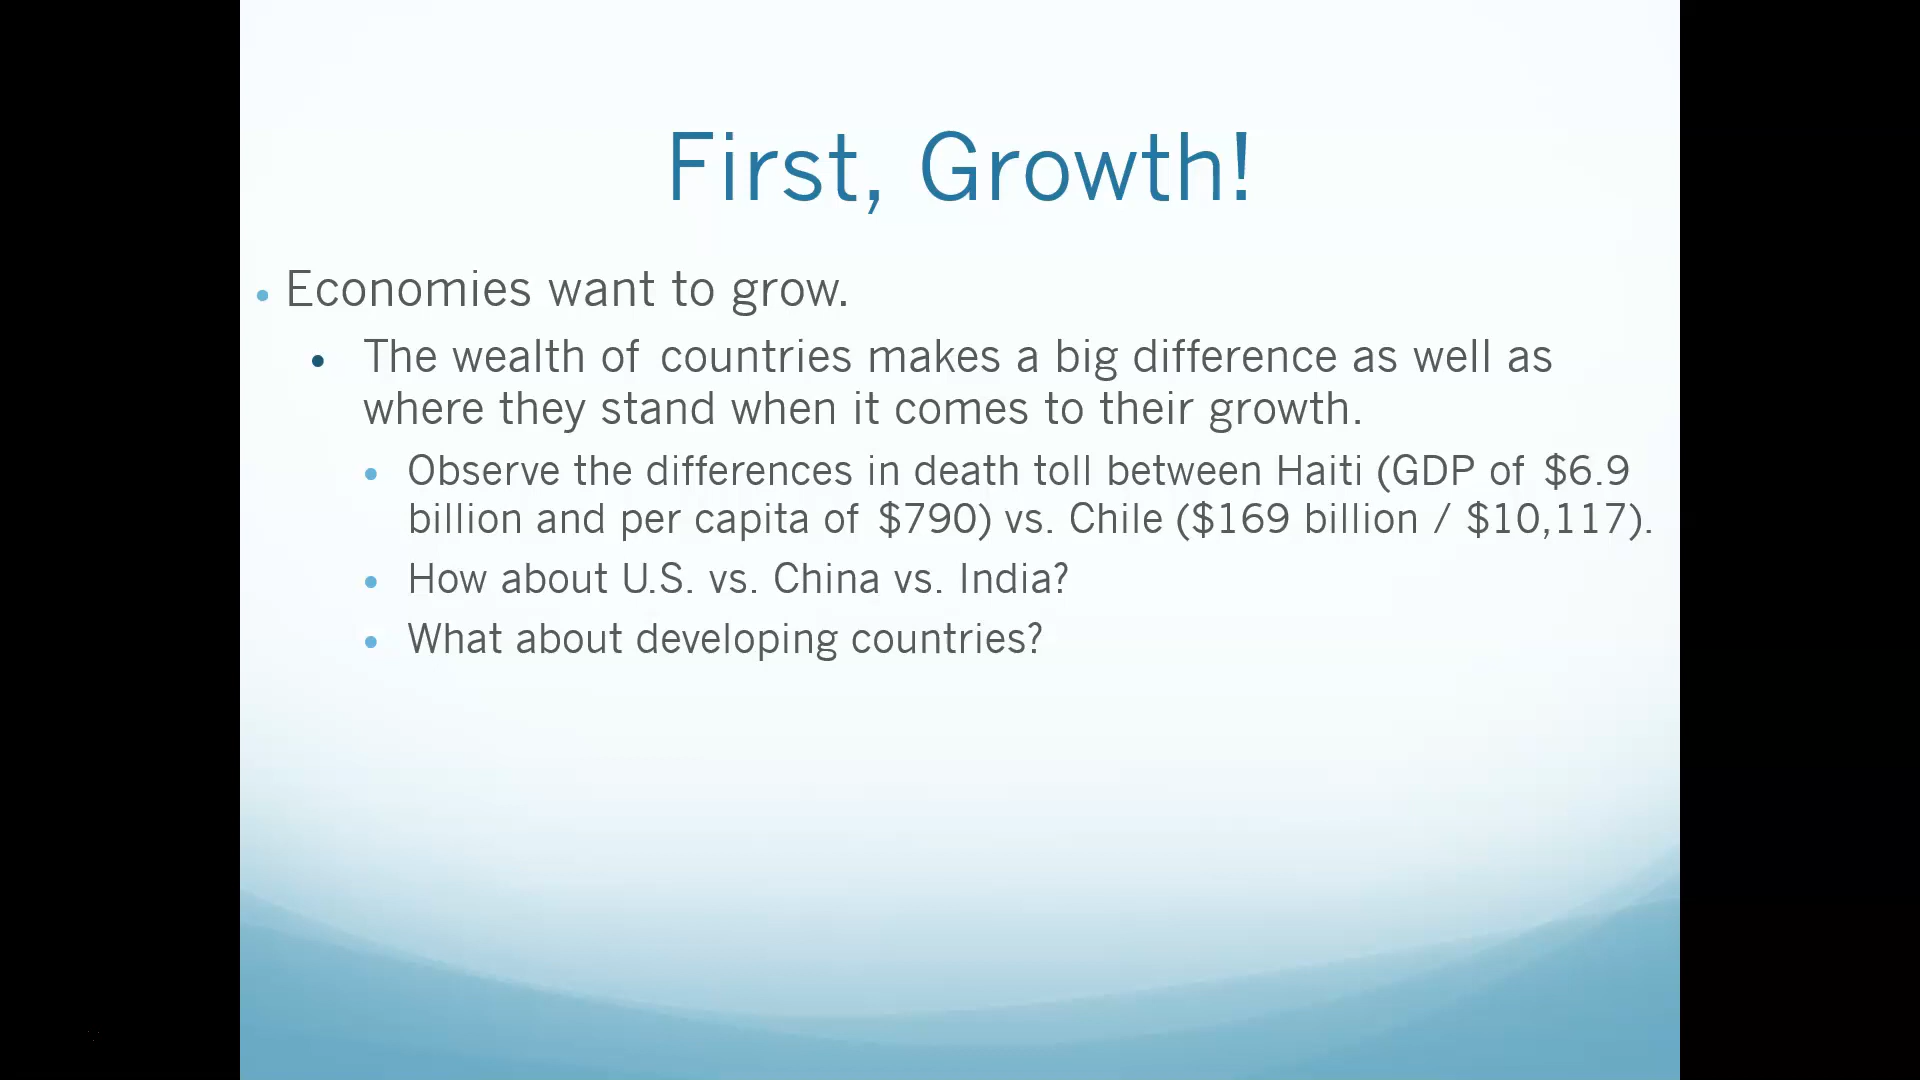 First, Growth!
• Economies want to grow.
• The wealth of countries makes a big difference as well as
where they stand when it comes to their growth.
• Observe the differences in death toll between Haiti (GDP of $6.9
billion and per capita of $790) vs. Chile ($169 billion / $10,117).
• How about U.S. vs. China vs. India?
• What about developing countries?